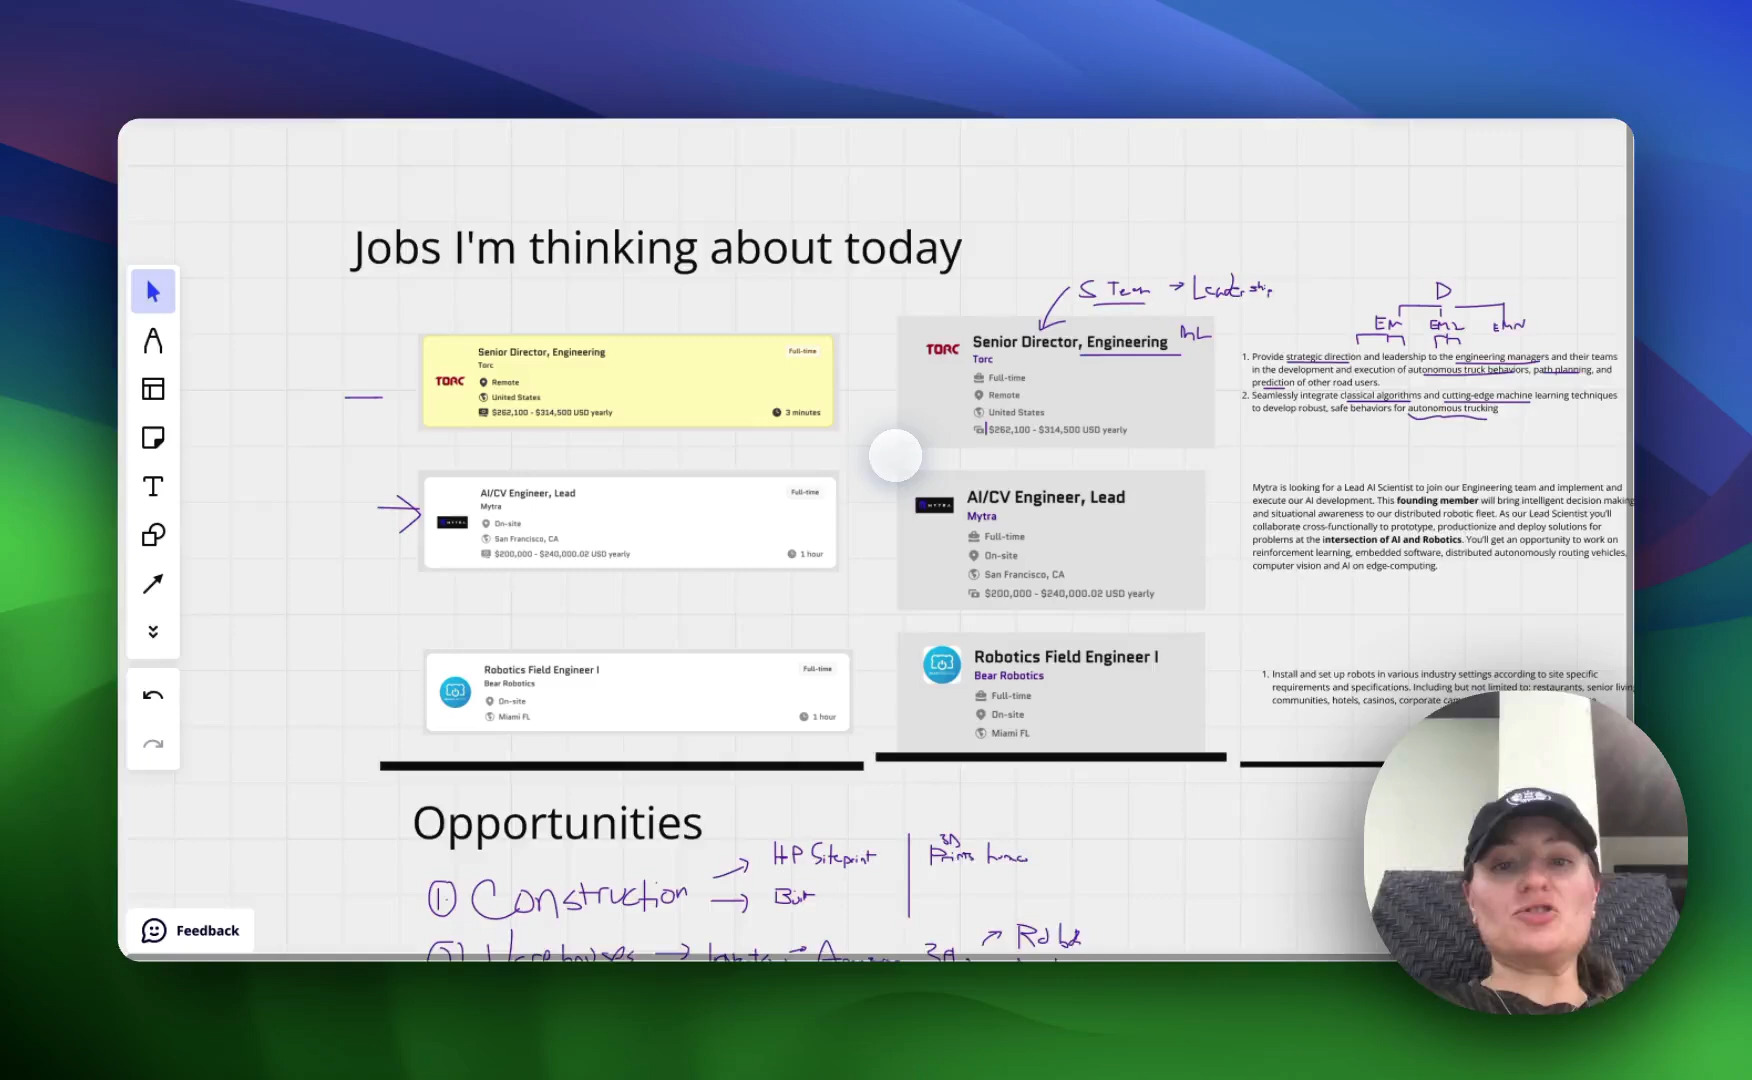 Jobs I'm thinking about today
S Team → Leadership
D
EM EM2 EMN
Senior Director, Engineering
Full-time
Torc
TORC
Remote
United States
$262,100 - $314,500 USD yearly
3 minutes
TORC
Senior Director, Engineering
ML
Torc
Full-time
Remote
United States
$262,100 - $314,500 USD yearly
1. Provide strategic direction and leadership to the engineering managers and their teams
in the development and execution of autonomous truck behaviors, path planning, and
prediction of other road users.
2. Seamlessly integrate classical algorithms and cutting-edge machine learning techniques
to develop robust, safe behaviors for autonomous trucking
AI/CV Engineer, Lead
Full-time
Mytra
MYTRA
On-site
San Francisco, CA
$200,000 - $240,000.02 USD yearly
1 hour
MYTRA
AI/CV Engineer, Lead
Mytra
Full-time
On-site
San Francisco, CA
$200,000 - $240,000.02 USD yearly
Mytra is looking for a Lead AI Scientist to join our Engineering team and implement and
execute our AI development. This founding member will bring intelligent decision making
and situational awareness to our distributed robotic fleet. As our Lead Scientist you'll
collaborate cross-functionally to prototype, productionize and deploy solutions for
problems at the intersection of AI and Robotics. You'll get an opportunity to work on
reinforcement learning, embedded software, distributed autonomously routing vehicles,
computer vision and AI on edge-computing.
Robotics Field Engineer I
Full-time
Bear Robotics
On-site
Miami FL
1 hour
Robotics Field Engineer I
Bear Robotics
Full-time
On-site
Miami FL
1. Install and set up robots in various industry settings according to site specific
requirements and specifications. Including but not limited to: restaurants, senior livin
communities, hotels, casinos, corporate
Opportunities
1. Construction
→ HP Siteprint
→
3D
Prints
→
Feedback